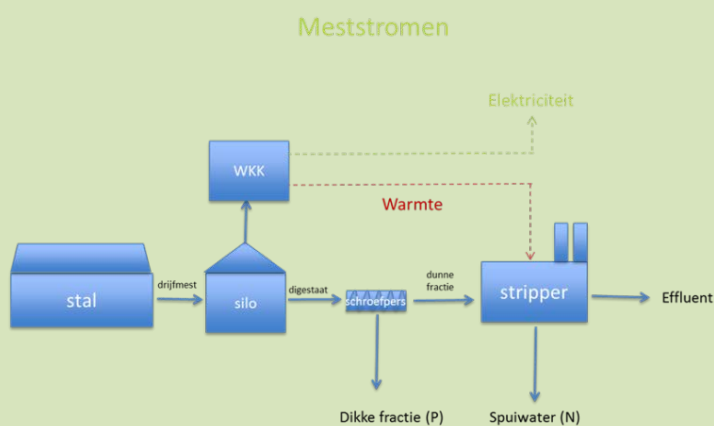 Meststromen
Elektriciteit
WKK
Warmte
stal
drijfmest
silo
digestaat
schroefpers
dunne
fractie
stripper
Effluent
Dikke fractie (P)
Spuiwater (N)